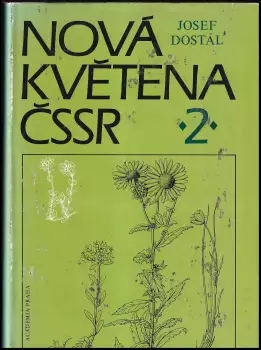 JOSEF
DOSTÁL
NOVÁ
KVĚTENA
ČSSR
·2·
ACADEMIA PRAHA